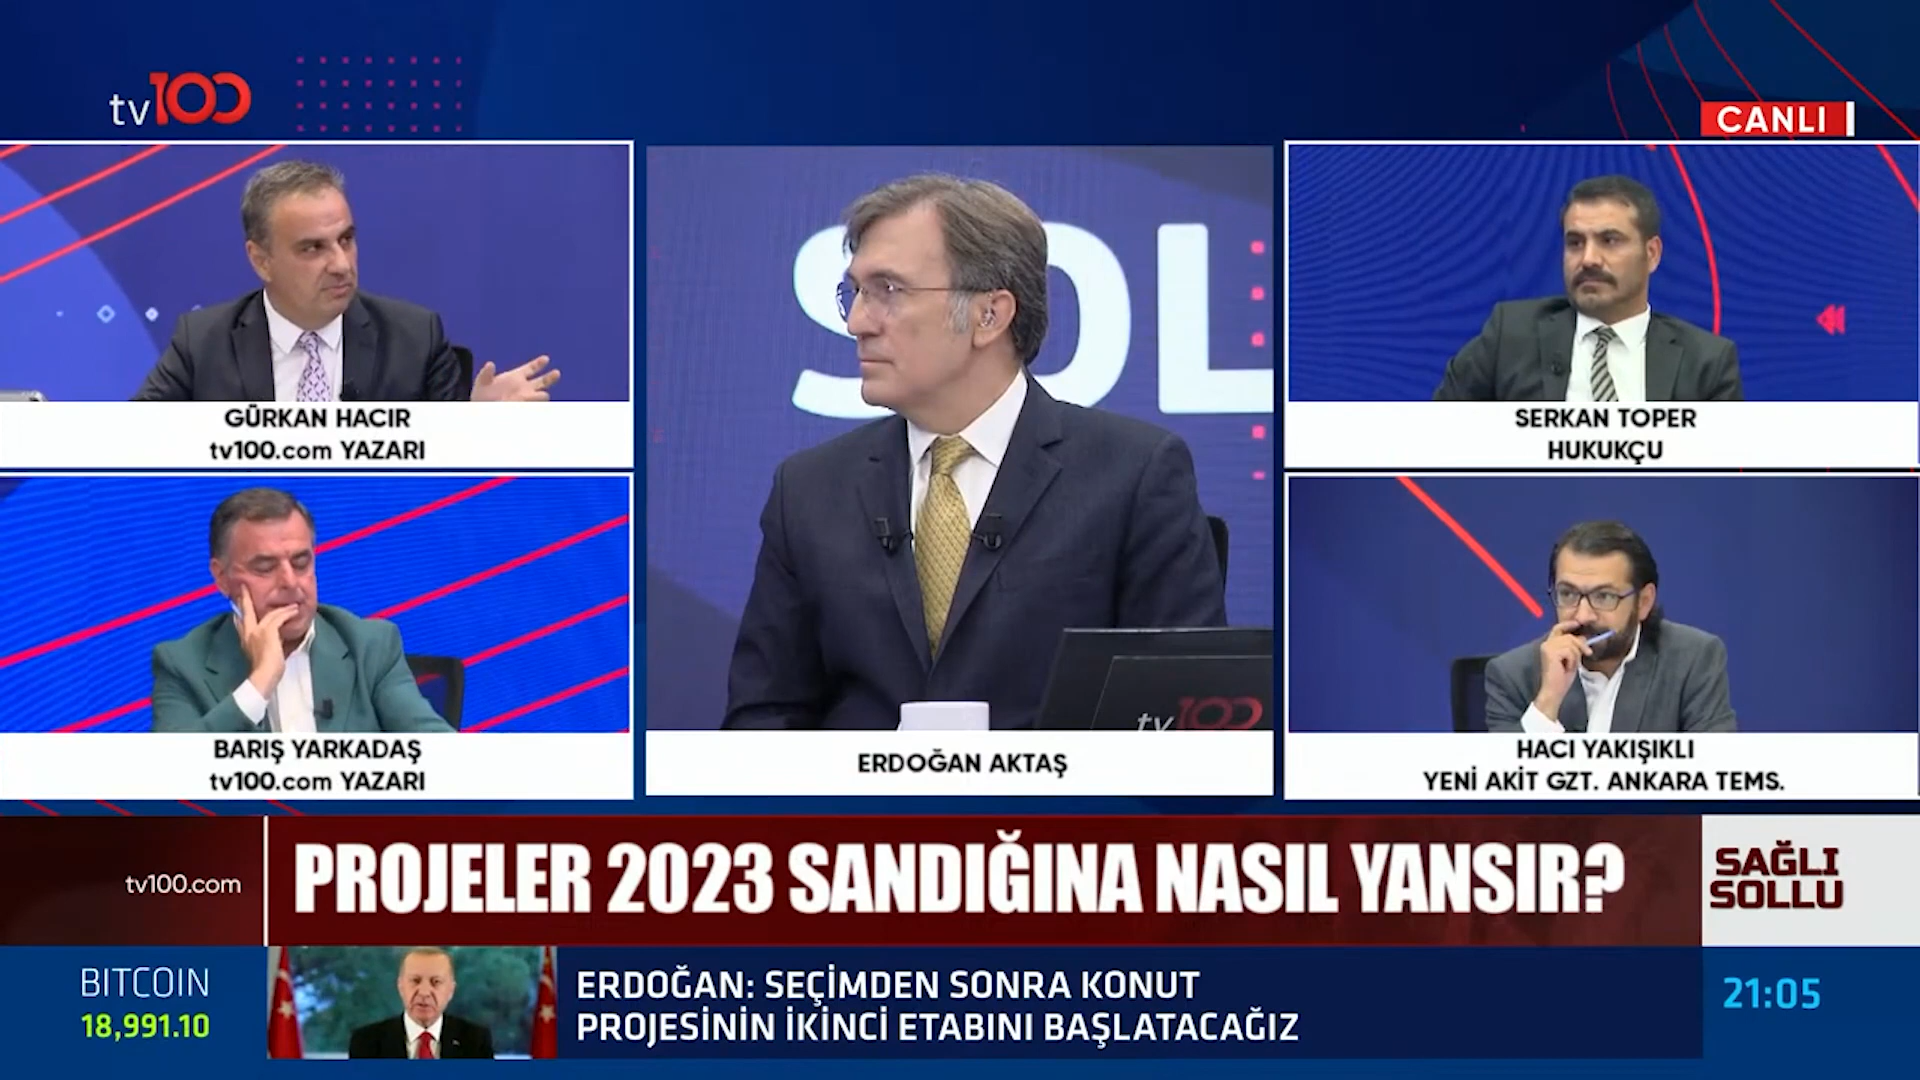 tv100
CANLI
SOL
GÜRKAN HACIR
tv100.com YAZARI
SERKAN TOPER
HUKUKÇU
tv100
BARIŞ YARKADAŞ
tv100.com YAZARI
ERDOĞAN AKTAŞ
HACI YAKIŞIKLI
YENİ AKİT GZT. ANKARA TEMS.
tv100.com
PROJELER 2023 SANDIĞINA NASIL YANSIR?
SAĞLI
SOLLU
BITCOIN
18,991.10
ERDOĞAN: SEÇİMDEN SONRA KONUT
PROJESİNİN İKİNCİ ETABINI BAŞLATACAĞIZ
21:05